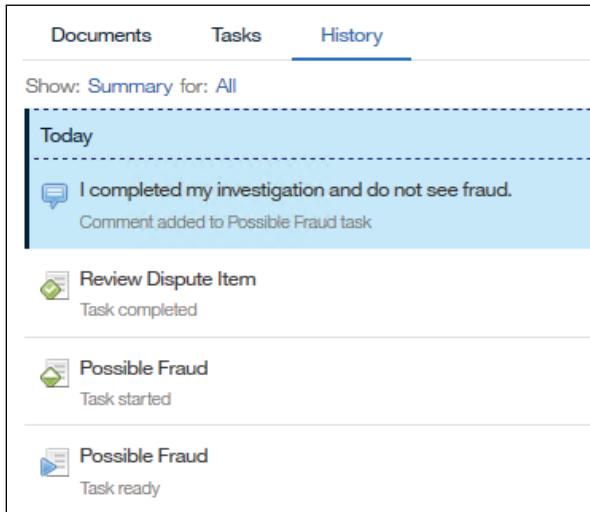 Documents Tasks History
Show: Summary for: All
Today
I completed my investigation and do not see fraud.
Comment added to Possible Fraud task
Review Dispute Item
Task completed
Possible Fraud
Task started
Possible Fraud
Task ready